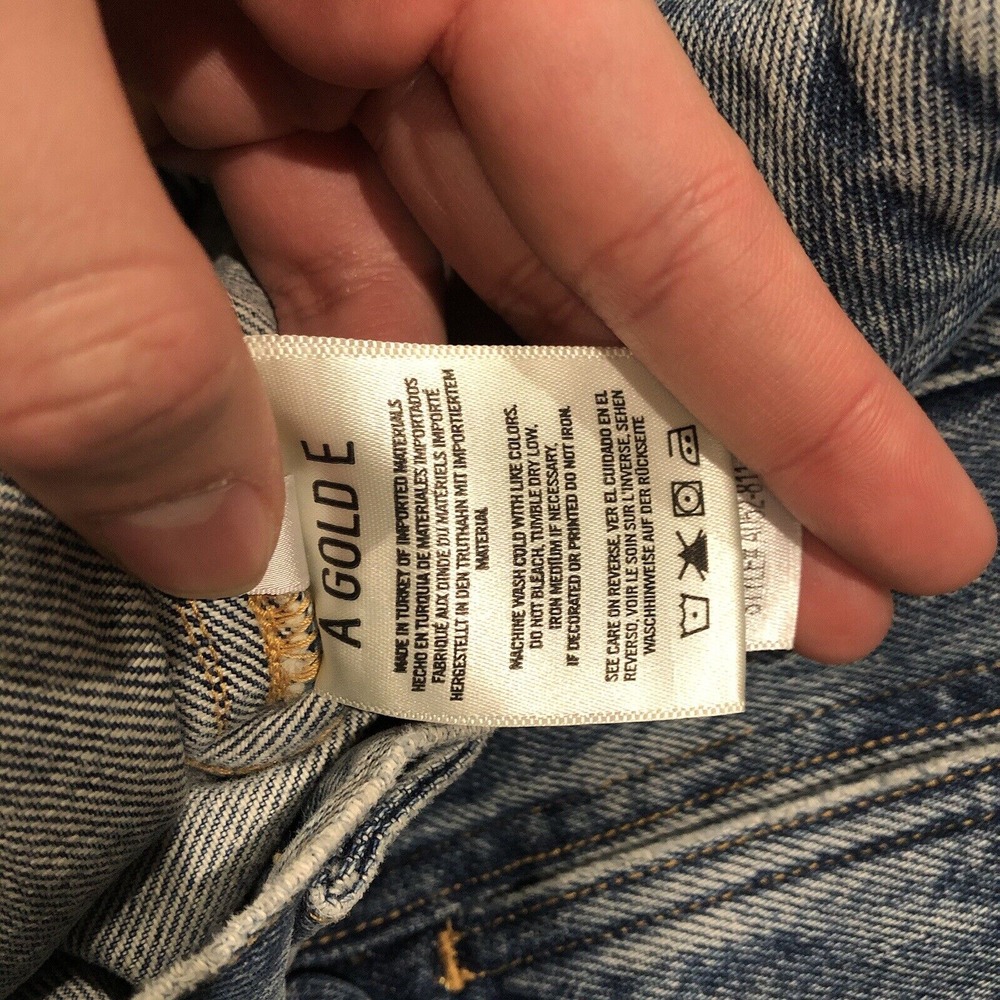 A GOLD E
MADE IN TURKEY OF IMPORTED MATERIALS
HECHO EN TURQUIA DE MATERIALES IMPORTADOS
FABRIQUE AUX DINDE DU MATÉRIELS IMPORTÉ
HERGESTELLT IN DEN TRUTHAHN MIT IMPORTIERTEM
MATERIAL
MACHINE WASH COLD WITH LIKE COLORS.
DO NOT BLEACH, TUMBLE DRY LOW.
IRON MEDIUM IF NECESSARY.
IF DECORATED OR PRINTED DO NOT IRON.
SEE CARE ON REVERSE, VER EL CUIDADO EN EL
REVERSO, VOIR LE SOIN SUR L'INVERSE, SEHEN
WASCHHINWEISE AUF DER RÜCKSEITE
STYLE#